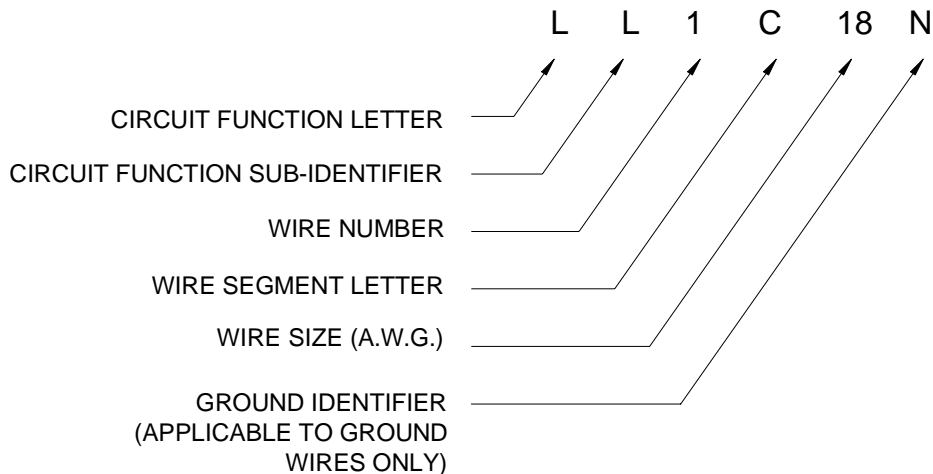 L L 1 C 18 N
CIRCUIT FUNCTION LETTER
CIRCUIT FUNCTION SUB-IDENTIFIER
WIRE NUMBER
WIRE SEGMENT LETTER
WIRE SIZE (A.W.G.)
GROUND IDENTIFIER
(APPLICABLE TO GROUND
WIRES ONLY)